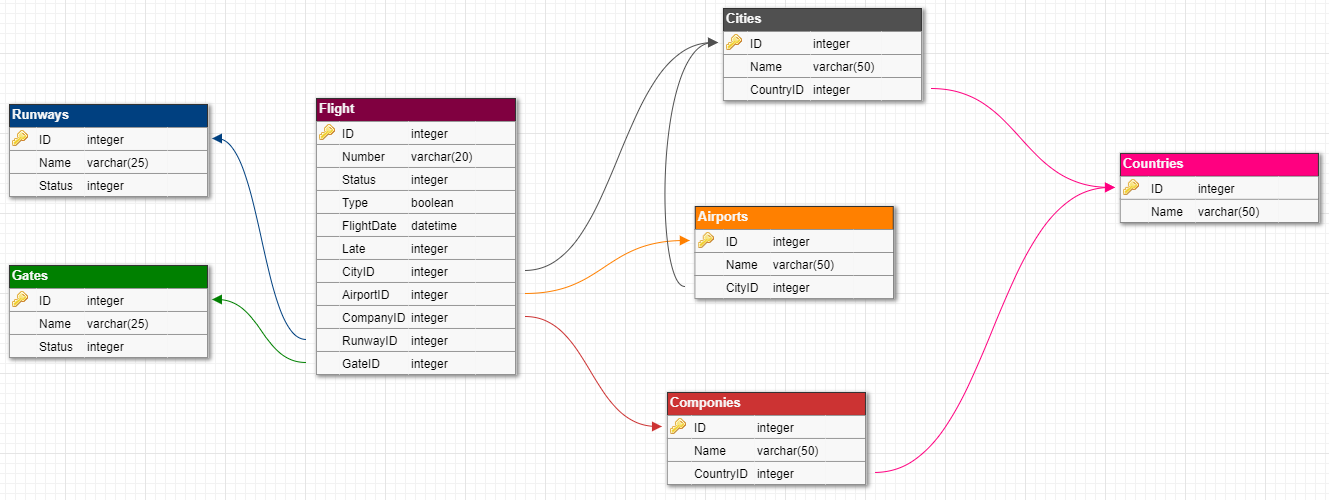 Cities
ID integer
Name varchar(50)
CountryID integer
Runways
ID integer
Name varchar(25)
Status integer
Flight
ID integer
Number varchar(20)
Status integer
Type boolean
FlightDate datetime
Late integer
CityID integer
AirportID integer
CompanyID integer
RunwayID integer
GateID integer
Countries
ID integer
Name varchar(50)
Airports
ID integer
Name varchar(50)
CityID integer
Gates
ID integer
Name varchar(25)
Status integer
Componies
ID integer
Name varchar(50)
CountryID integer